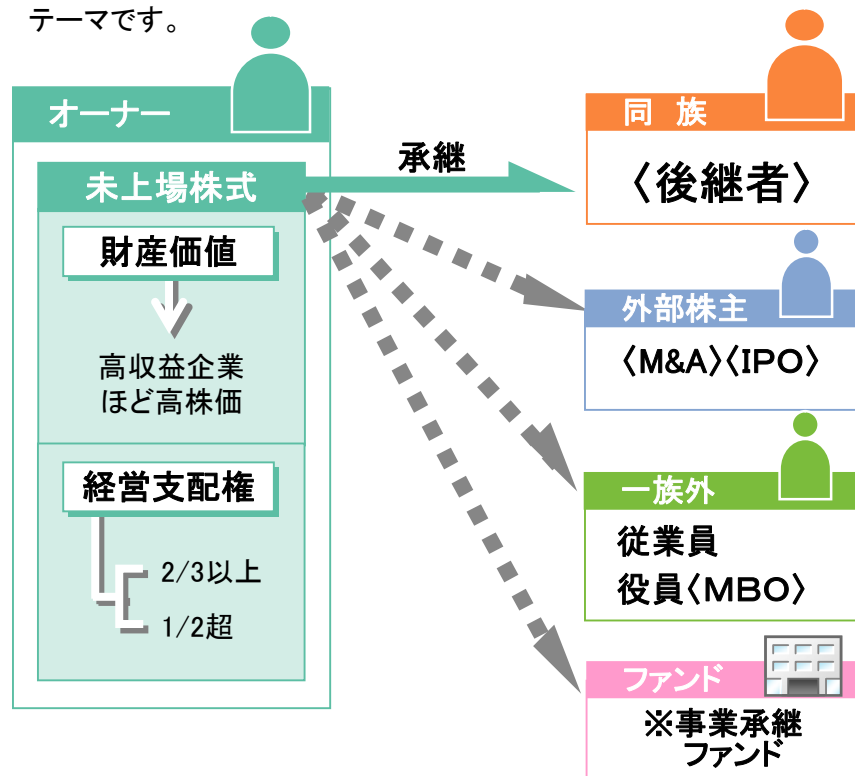 テーマです。
オーナー
未上場株式
財産価値
高収益企業
ほど高株価
経営支配権
2/3以上
1/2超
承継
同 族
〈後継者〉
外部株主
〈M&A〉〈IPO〉
一族外
従業員
役員〈MBO〉
ファンド
※事業承継
ファンド